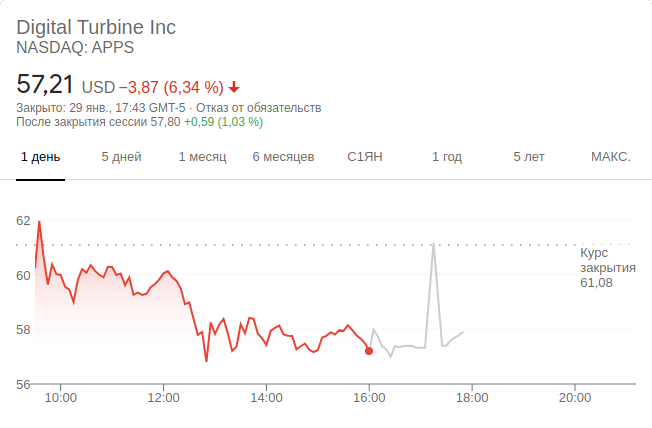 Digital Turbine Inc
NASDAQ: APPS
57,21 USD −3,87 (6,34 %)
Закрыто: 29 янв., 17:43 GMT-5 · Отказ от обязательств
После закрытия сессии 57,80 +0,59 (1,03 %)
1 день 5 дней 1 месяц 6 месяцев С1ЯН 1 год 5 лет МАКС.
62
Курс
закрытия
61,08
60
58
56
10:00 12:00 14:00 16:00 18:00 20:00